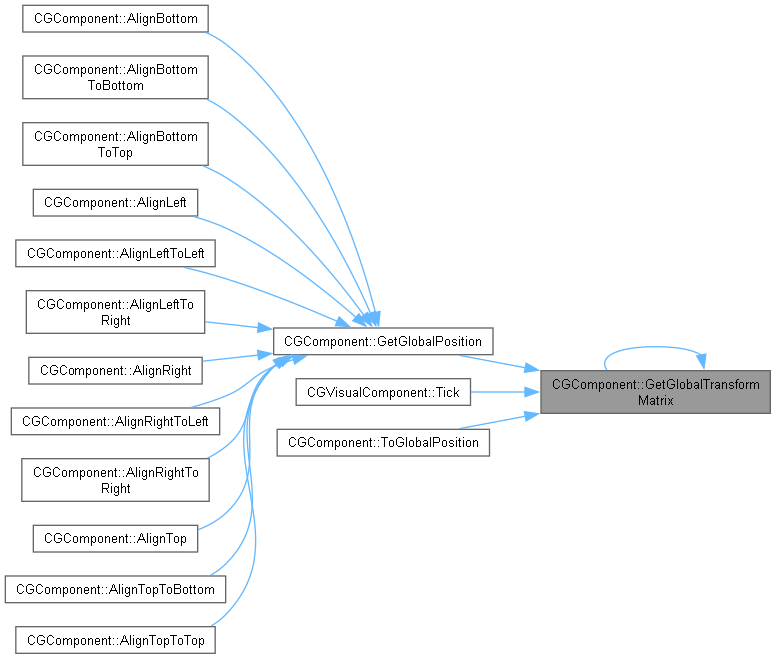 CGComponent::AlignBottom
CGComponent::AlignBottom
ToBottom
CGComponent::AlignBottom
ToTop
CGComponent::AlignLeft
CGComponent::AlignLeftToLeft
CGComponent::AlignLeftTo
Right
CGComponent::AlignRight
CGComponent::AlignRightToLeft
CGComponent::AlignRightTo
Right
CGComponent::AlignTop
CGComponent::AlignTopToBottom
CGComponent::AlignTopToTop
CGComponent::GetGlobalPosition
CGVisualComponent::Tick
CGComponent::ToGlobalPosition
CGComponent::GetGlobalTransform
Matrix